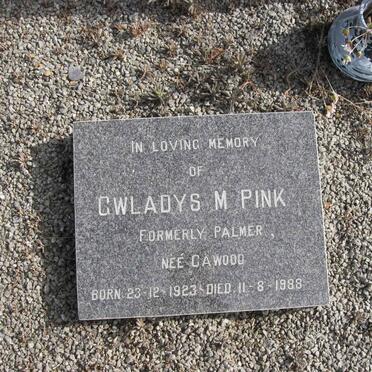 IN LOVING MEMORY
OF
GWLADYS M PINK
FORMERLY PALMER,
NEE CAWOOD
BORN 23-12-1923 DIED 11-8-1988